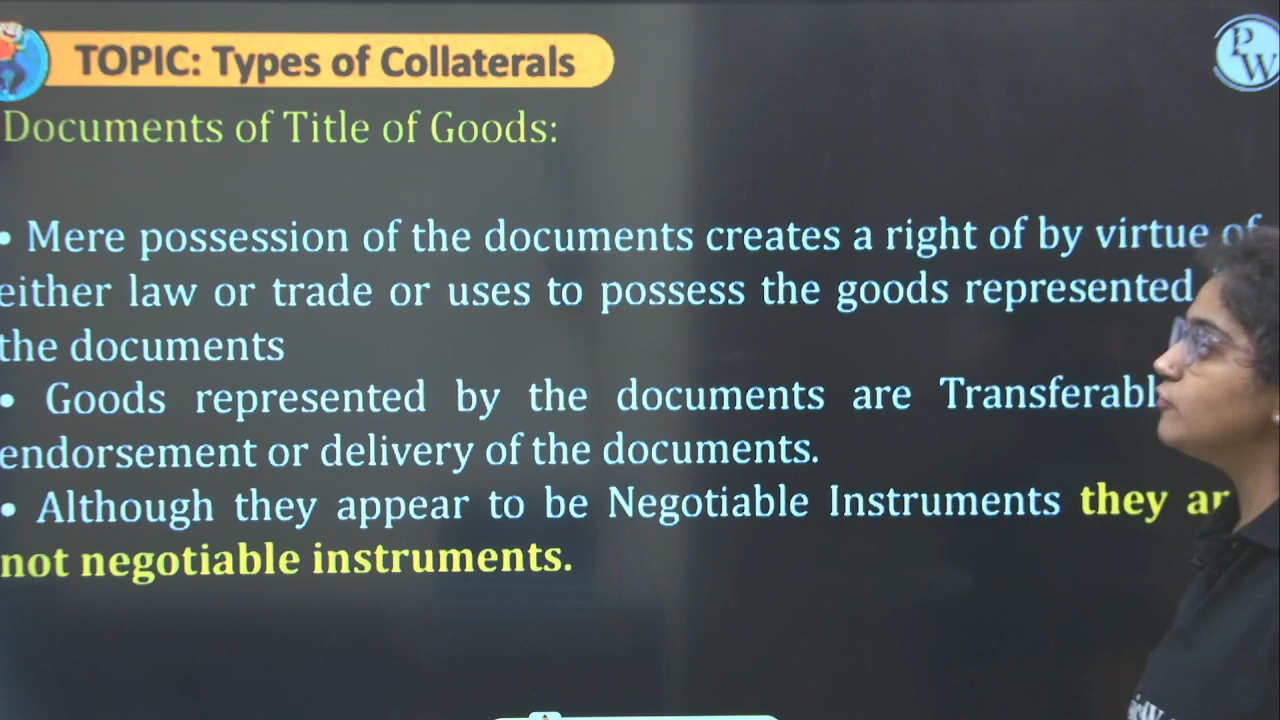 TOPIC: Types of Collaterals
PW
Documents of Title of Goods:
• Mere possession of the documents creates a right of by virtue of
either law or trade or uses to possess the goods represented
the documents
• Goods represented by the documents are
endorsement or delivery of the documents.
• Although they appear to be Negotiable Instruments they
not negotiable instruments.